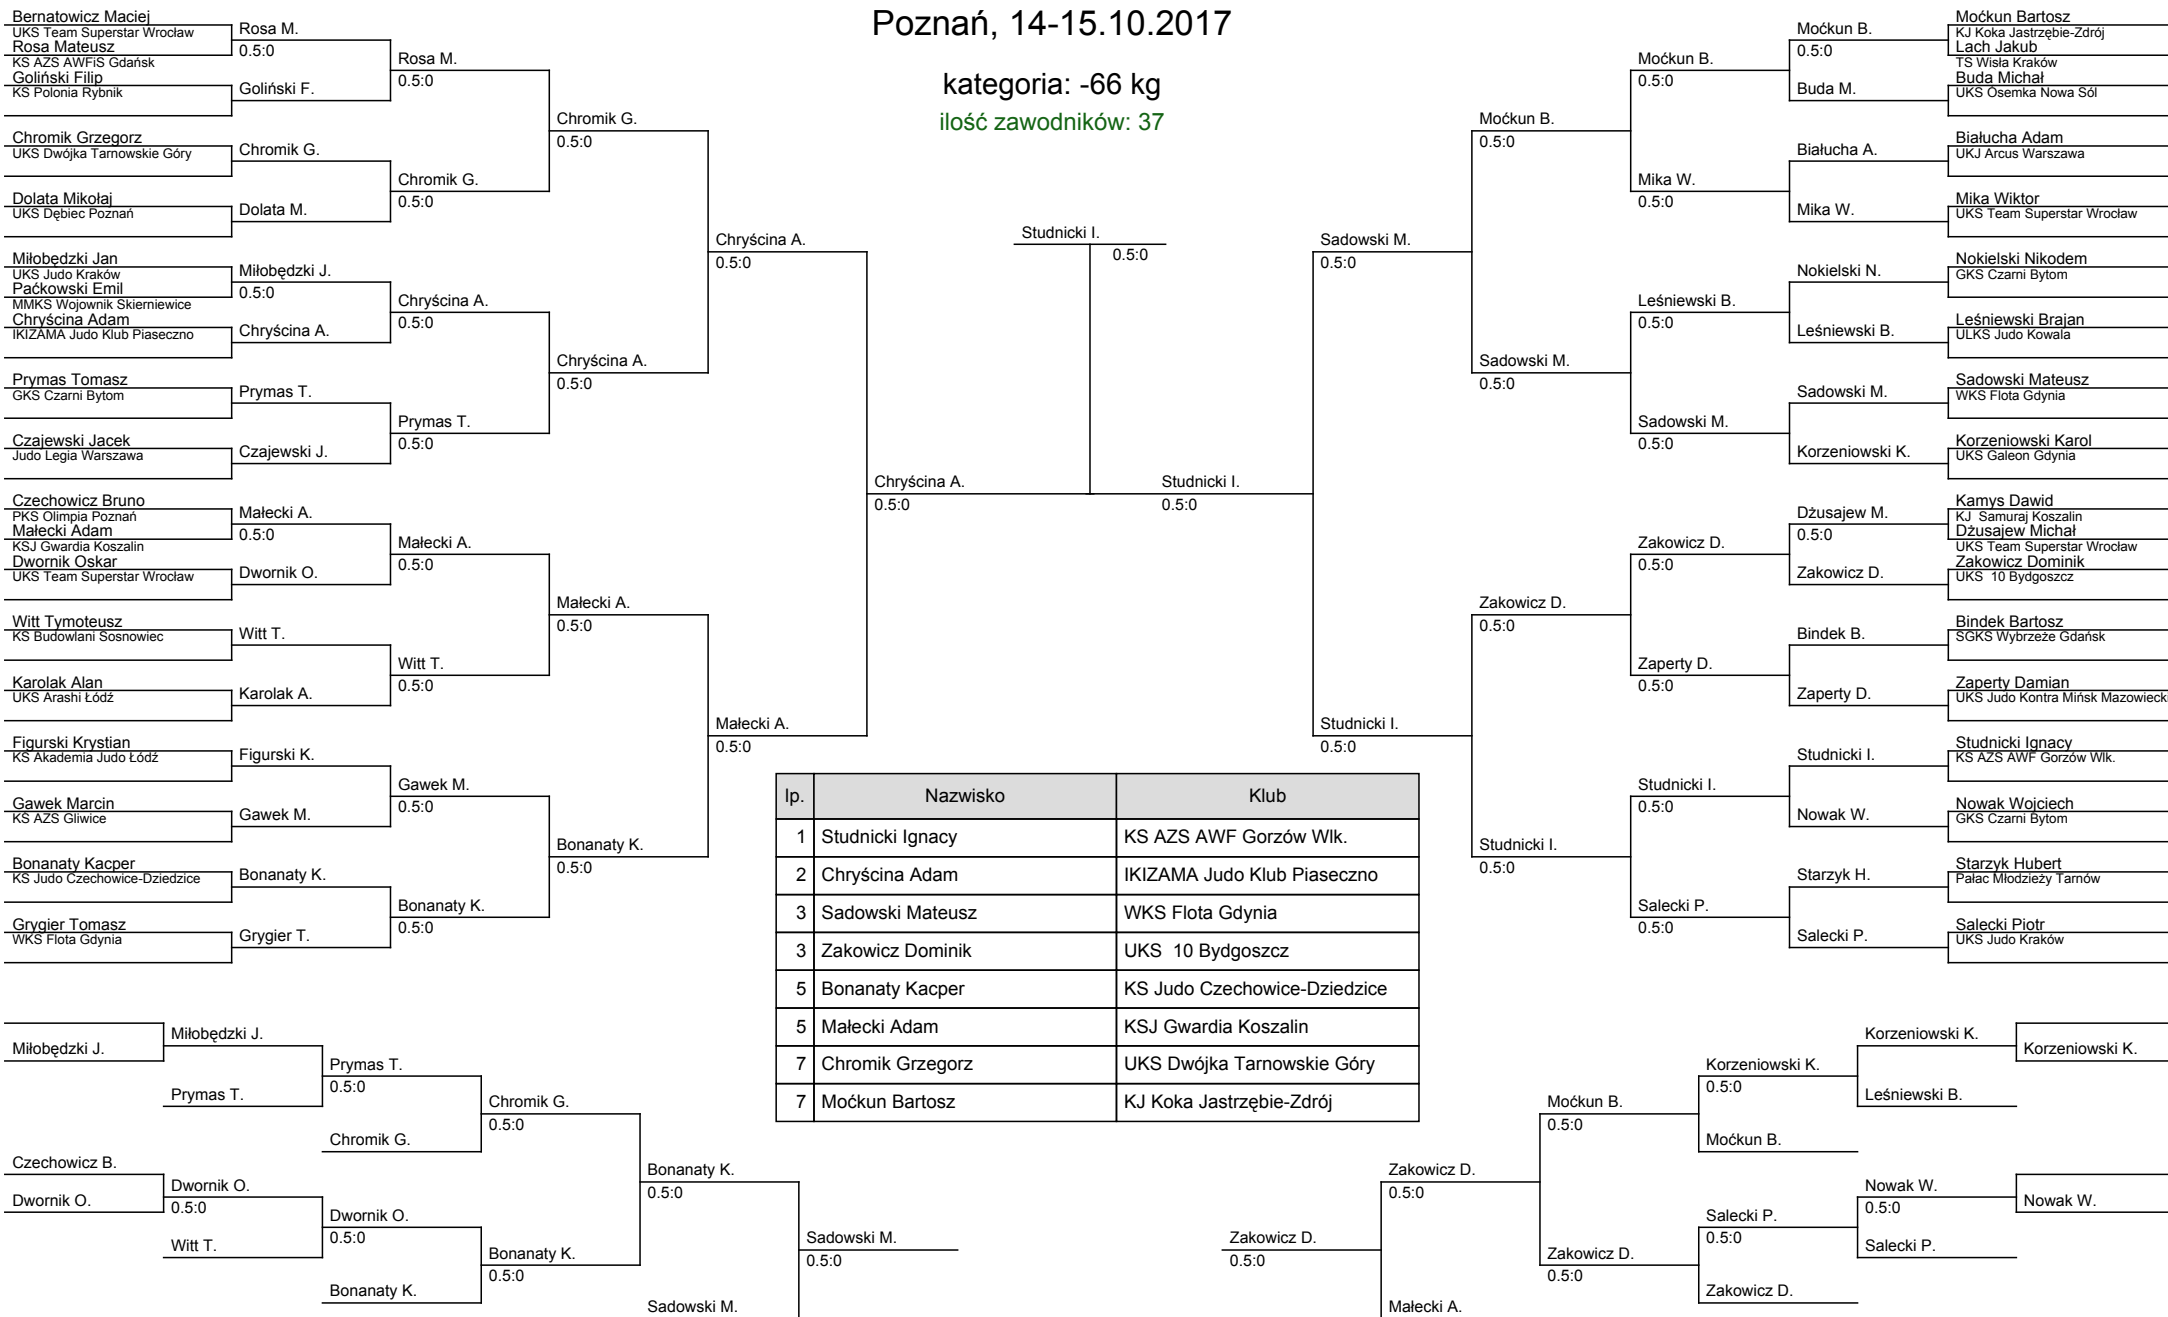 Poznań, 14-15.10.2017
kategoria: -66 kg
ilość zawodników: 37
Bernatowicz Maciej
UKS Team Superstar Wrocław
Rosa Mateusz
KS AZS AWFiS Gdańsk
Goliński Filip
KS Polonia Rybnik
Chromik Grzegorz
UKS Dwójka Tarnowskie Góry
Dolata Mikołaj
UKS Dębiec Poznań
Miłobędzki Jan
UKS Judo Kraków
Paćkowski Emil
MMKS Wojownik Skierniewice
Chryścina Adam
IKIZAMA Judo Klub Piaseczno
Prymas Tomasz
GKS Czarni Bytom
Czajewski Jacek
Judo Legia Warszawa
Czechowicz Bruno
PKS Olimpia Poznań
Małecki Adam
KSJ Gwardia Koszalin
Dwornik Oskar
UKS Team Superstar Wrocław
Witt Tymoteusz
KS Budowlani Sosnowiec
Karolak Alan
UKS Arashi Łódź
Figurski Krystian
KS Akademia Judo Łódź
Gawek Marcin
KS AZS Gliwice
Bonanaty Kacper
KS Judo Czechowice-Dziedzice
Grygier Tomasz
WKS Flota Gdynia
Rosa M.
0.5:0
Goliński F.
Chromik G.
Dolata M.
Miłobędzki J.
0.5:0
Chryścina A.
Prymas T.
Czajewski J.
Małecki A.
0.5:0
Dwornik O.
Witt T.
Karolak A.
Figurski K.
Gawek M.
Bonanaty K.
Grygier T.
Rosa M.
0.5:0
Chromik G.
0.5:0
Chryścina A.
0.5:0
Prymas T.
0.5:0
Małecki A.
0.5:0
Witt T.
0.5:0
Gawek M.
0.5:0
Bonanaty K.
0.5:0
Chromik G.
0.5:0
Chryścina A.
0.5:0
Małecki A.
0.5:0
Bonanaty K.
0.5:0
Chryścina A.
0.5:0
Małecki A.
0.5:0
Chryścina A.
0.5:0
Studnicki I.
0.5:0
Studnicki I.
0.5:0
Sadowski M.
0.5:0
Studnicki I.
0.5:0
Moćkun B.
0.5:0
Sadowski M.
0.5:0
Zakowicz D.
0.5:0
Studnicki I.
0.5:0
Moćkun B.
0.5:0
Mika W.
0.5:0
Leśniewski B.
0.5:0
Sadowski M.
0.5:0
Zakowicz D.
0.5:0
Zaperty D.
0.5:0
Studnicki I.
0.5:0
Salecki P.
0.5:0
Moćkun B.
0.5:0
Buda M.
Białucha A.
Mika W.
Nokielski N.
Leśniewski B.
Sadowski M.
Korzeniowski K.
Dżusajew M.
0.5:0
Zakowicz D.
Bindek B.
Zaperty D.
Studnicki I.
Nowak W.
Starzyk H.
Salecki P.
Moćkun Bartosz
KJ Koka Jastrzębie-Zdrój
Lach Jakub
TS Wisła Kraków
Buda Michał
UKS Ósemka Nowa Sól
Białucha Adam
UKJ Arcus Warszawa
Mika Wiktor
UKS Team Superstar Wrocław
Nokielski Nikodem
GKS Czarni Bytom
Leśniewski Brajan
ULKS Judo Kowala
Sadowski Mateusz
WKS Flota Gdynia
Korzeniowski Karol
UKS Galeon Gdynia
Kamys Dawid
KJ Samuraj Koszalin
Dżusajew Michał
UKS Team Superstar Wrocław
Zakowicz Dominik
UKS 10 Bydgoszcz
Bindek Bartosz
SGKS Wybrzeże Gdańsk
Zaperty Damian
UKS Judo Kontra Mińsk Mazowiecki
Studnicki Ignacy
KS AZS AWF Gorzów Wlk.
Nowak Wojciech
GKS Czarni Bytom
Starzyk Hubert
Pałac Młodzieży Tarnów
Salecki Piotr
UKS Judo Kraków
lp. Nazwisko Klub
1 Studnicki Ignacy KS AZS AWF Gorzów Wlk.
2 Chryścina Adam IKIZAMA Judo Klub Piaseczno
3 Sadowski Mateusz WKS Flota Gdynia
3 Zakowicz Dominik UKS 10 Bydgoszcz
5 Bonanaty Kacper KS Judo Czechowice-Dziedzice
5 Małecki Adam KSJ Gwardia Koszalin
7 Chromik Grzegorz UKS Dwójka Tarnowskie Góry
7 Moćkun Bartosz KJ Koka Jastrzębie-Zdrój
Miłobędzki J.
Czechowicz B.
Dwornik O.
Miłobędzki J.
Prymas T.
Dwornik O.
0.5:0
Witt T.
Prymas T.
0.5:0
Chromik G.
Dwornik O.
0.5:0
Bonanaty K.
Chromik G.
0.5:0
Bonanaty K.
0.5:0
Bonanaty K.
0.5:0
Sadowski M.
Sadowski M.
0.5:0
Zakowicz D.
0.5:0
Zakowicz D.
0.5:0
Małecki A.
Moćkun B.
0.5:0
Zakowicz D.
0.5:0
Korzeniowski K.
0.5:0
Moćkun B.
Salecki P.
0.5:0
Zakowicz D.
Korzeniowski K.
Leśniewski B.
Nowak W.
0.5:0
Salecki P.
Korzeniowski K.
Nowak W.